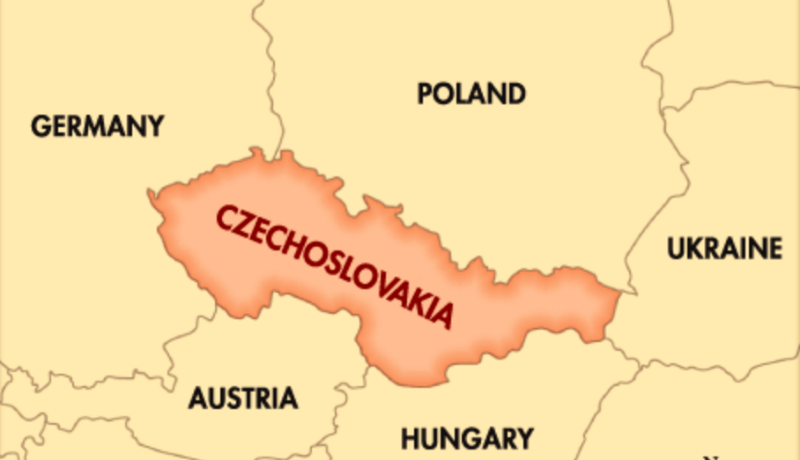 POLAND
GERMANY
CZECHOSLOVAKIA
UKRAINE
AUSTRIA
HUNGARY
N